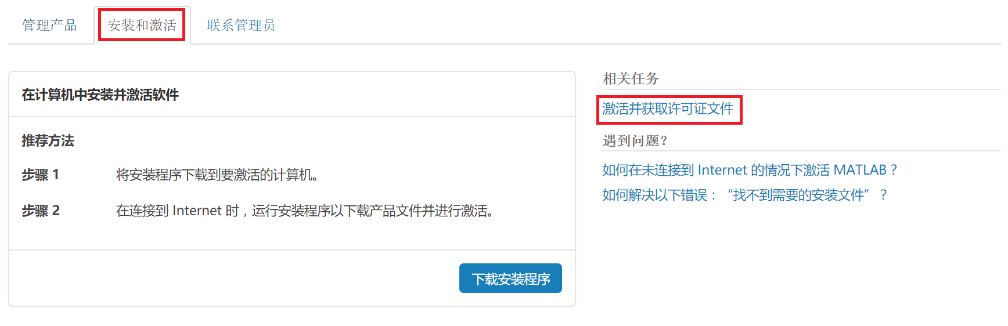 管理产品 安装和激活 联系管理员
在计算机中安装并激活软件
推荐方法
步骤 1 将安装程序下载到要激活的计算机。
步骤 2 在连接到 Internet 时，运行安装程序以下载产品文件并进行激活。
下载安装程序
相关任务
激活并获取许可证文件
遇到问题？
如何在未连接到 Internet 的情况下激活 MATLAB？
如何解决以下错误：“找不到需要的安装文件”？